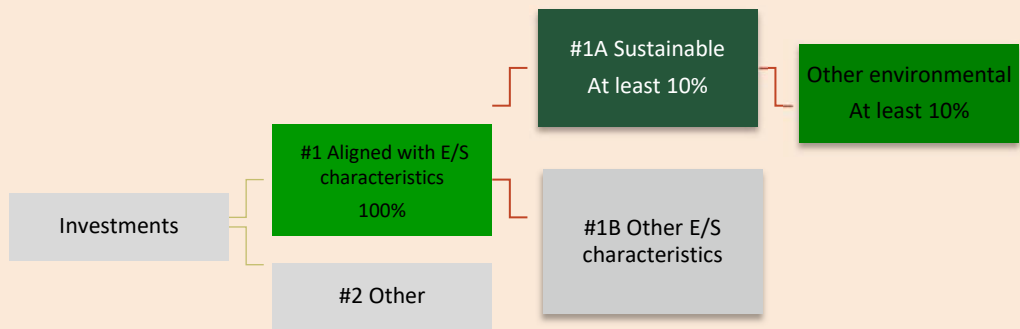 #1A Sustainable
At least 10%
Other environmental
At least 10%
#1 Aligned with E/S
characteristics
100%
Investments
#1B Other E/S
characteristics
#2 Other